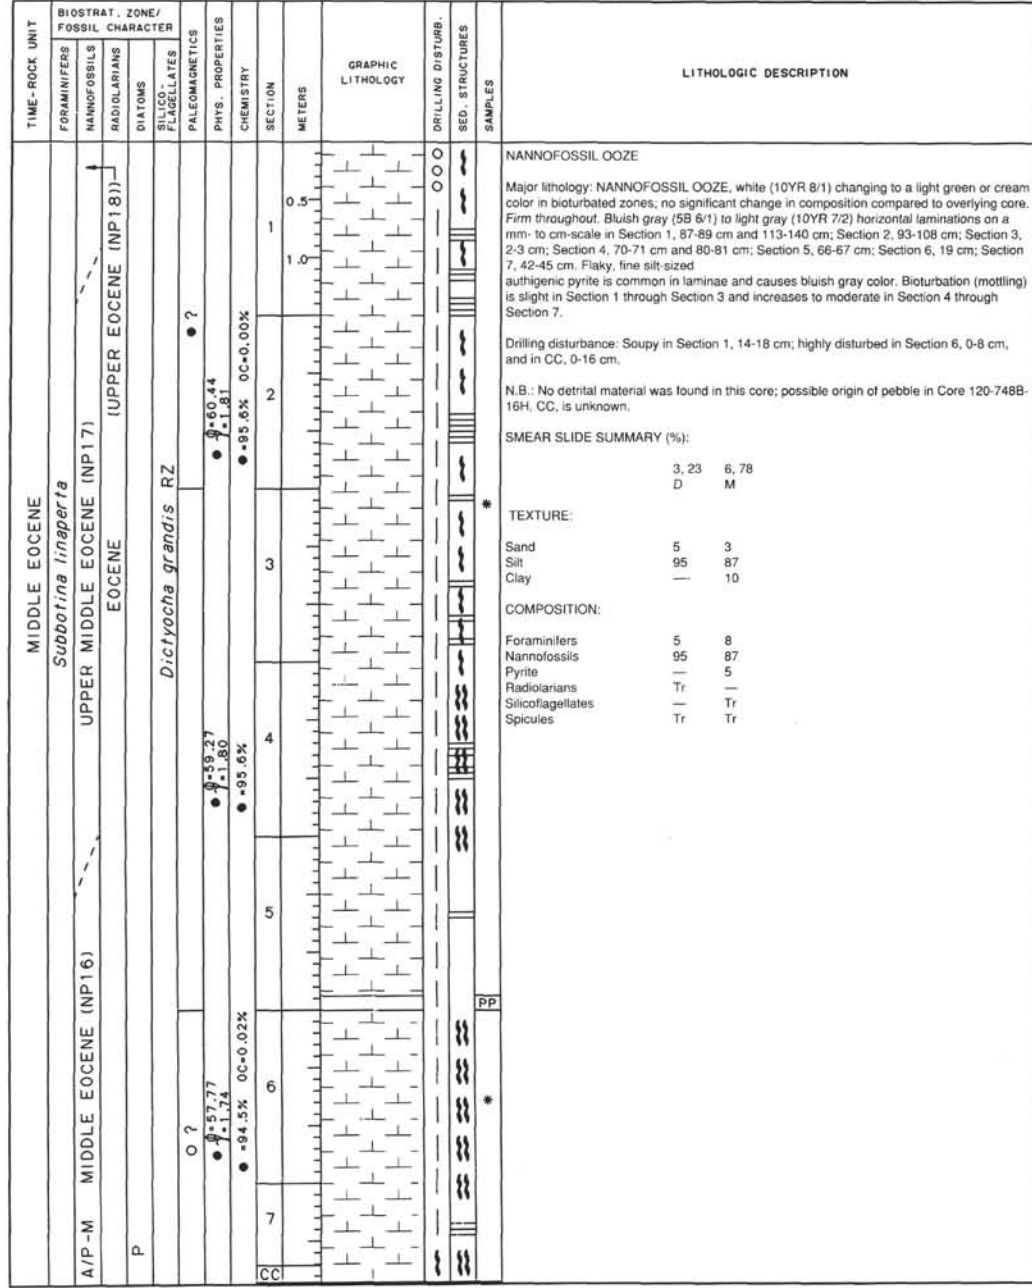 TIME-ROCK UNIT
BIOSTRAT. ZONE/
FOSSIL CHARACTER
FORAMINIFERS
NANNOFOSSILS
RADIOLARIANS
DIATOMS
SILICO-
FLAGELLATES
PALEOMAGNETICS
PHYS. PROPERTIES
CHEMISTRY
SECTION
METERS
GRAPHIC
LITHOLOGY
DRILLING DISTURB.
SED. STRUCTURES
SAMPLES
LITHOLOGIC DESCRIPTION
MIDDLE EOCENE
Subbotina linaperta
A/P-M MIDDLE EOCENE (NP16)
UPPER MIDDLE EOCENE (NP17)
EOCENE
(UPPER EOCENE (NP18))
P
Dictyocha grandis RZ
● ?
○ ?
● φ=60.44
γ=1.81
● φ=59.27
γ=1.80
● φ=57.77
γ=1.74
● =95.6% OC=0.00%
● =95.6%
● =94.5% OC=0.02%
1
2
3
4
5
6
7
CC
0.5
1.0
*
PP
*
NANNOFOSSIL OOZE
Major lithology: NANNOFOSSIL OOZE, white (10YR 8/1) changing to a light green or cream
color in bioturbated zones; no significant change in composition compared to overlying core.
Firm throughout. Bluish gray (5B 6/1) to light gray (10YR 7/2) horizontal laminations on a
mm- to cm-scale in Section 1, 87-89 cm and 113-140 cm; Section 2, 93-108 cm; Section 3,
2-3 cm; Section 4, 70-71 cm and 80-81 cm; Section 5, 66-67 cm; Section 6, 19 cm; Section
7, 42-45 cm. Flaky, fine silt-sized
authigenic pyrite is common in laminae and causes bluish gray color. Bioturbation (mottling)
is slight in Section 1 through Section 3 and increases to moderate in Section 4 through
Section 7.
Drilling disturbance: Soupy in Section 1, 14-18 cm; highly disturbed in Section 6, 0-8 cm,
and in CC, 0-16 cm.
N.B.: No detrital material was found in this core; possible origin of pebble in Core 120-748B-
16H, CC, is unknown.
SMEAR SLIDE SUMMARY (%):
3, 23 6, 78
D M
TEXTURE:
Sand 5 3
Silt 95 87
Clay — 10
COMPOSITION:
Foraminifers 5 8
Nannofossils 95 87
Pyrite — 5
Radiolarians Tr —
Silicoflagellates — Tr
Spicules Tr Tr